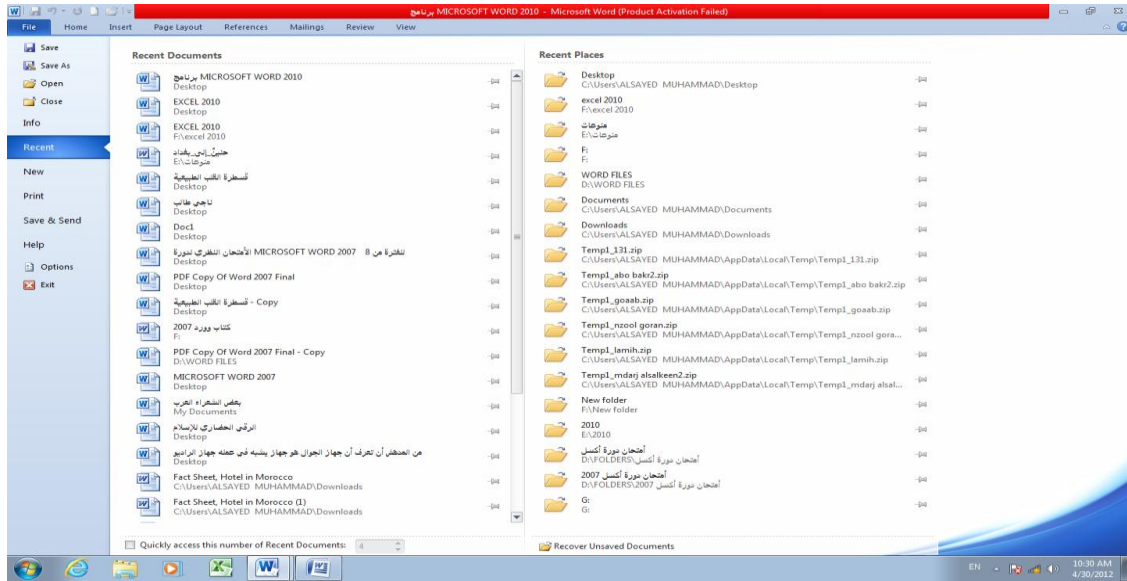 برنامج MICROSOFT WORD 2010 - Microsoft Word (Product Activation Failed)
File Home Insert Page Layout References Mailings Review View
Save
Save As
Open
Close
Info
Recent
New
Print
Save & Send
Help
Options
Exit
Recent Documents
برنامج MICROSOFT WORD 2010
Desktop
EXCEL 2010
Desktop
EXCEL 2010
F:\excel 2010
حنينٌ_إلى_بغداد
E:\منوعات
قسطرة القلب الطبيعية
Desktop
ناجي طالب
Desktop
Doc1
Desktop
الأمتحان النظري لدورة MICROSOFT WORD 2007 للفترة من 8
Desktop
PDF Copy Of Word 2007 Final
Desktop
قسطرة القلب الطبيعية - Copy
Desktop
كتاب وورد 2007
F:
PDF Copy Of Word 2007 Final - Copy
D:\WORD FILES
MICROSOFT WORD 2007
Desktop
بعض الشعراء العرب
My Documents
الرقي الحضاري للإسلام
Desktop
من المدهش أن تعرف أن جهاز الجوال هو جهاز يشبه في عمله جهاز الراديو
Desktop
Fact Sheet, Hotel in Morocco
C:\Users\ALSAYED MUHAMMAD\Downloads
Fact Sheet, Hotel in Morocco (1)
C:\Users\ALSAYED MUHAMMAD\Downloads
Quickly access this number of Recent Documents: 4
Recent Places
Desktop
C:\Users\ALSAYED MUHAMMAD\Desktop
excel 2010
F:\excel 2010
منوعات
E:\منوعات
F:
F:
WORD FILES
D:\WORD FILES
Documents
C:\Users\ALSAYED MUHAMMAD\Documents
Downloads
C:\Users\ALSAYED MUHAMMAD\Downloads
Temp1_131.zip
C:\Users\ALSAYED MUHAMMAD\AppData\Local\Temp\Temp1_131.zip
Temp1_abo bakr2.zip
C:\Users\ALSAYED MUHAMMAD\AppData\Local\Temp\Temp1_abo bakr2.zip
Temp1_goaab.zip
C:\Users\ALSAYED MUHAMMAD\AppData\Local\Temp\Temp1_goaab.zip
Temp1_nzool goran.zip
C:\Users\ALSAYED MUHAMMAD\AppData\Local\Temp\Temp1_nzool gora...
Temp1_lamih.zip
C:\Users\ALSAYED MUHAMMAD\AppData\Local\Temp\Temp1_lamih.zip
Temp1_mdarj alsalkeen2.zip
C:\Users\ALSAYED MUHAMMAD\AppData\Local\Temp\Temp1_mdarj alsal...
New folder
F:\New folder
2010
E:\2010
أمتحان دورة أكسل
D:\FOLDERS\أمتحان دورة أكسل
أمتحان دورة أكسل 2007
D:\FOLDERS\أمتحان دورة أكسل 2007
G:
G:
Recover Unsaved Documents
EN
10:30 AM
4/30/2012